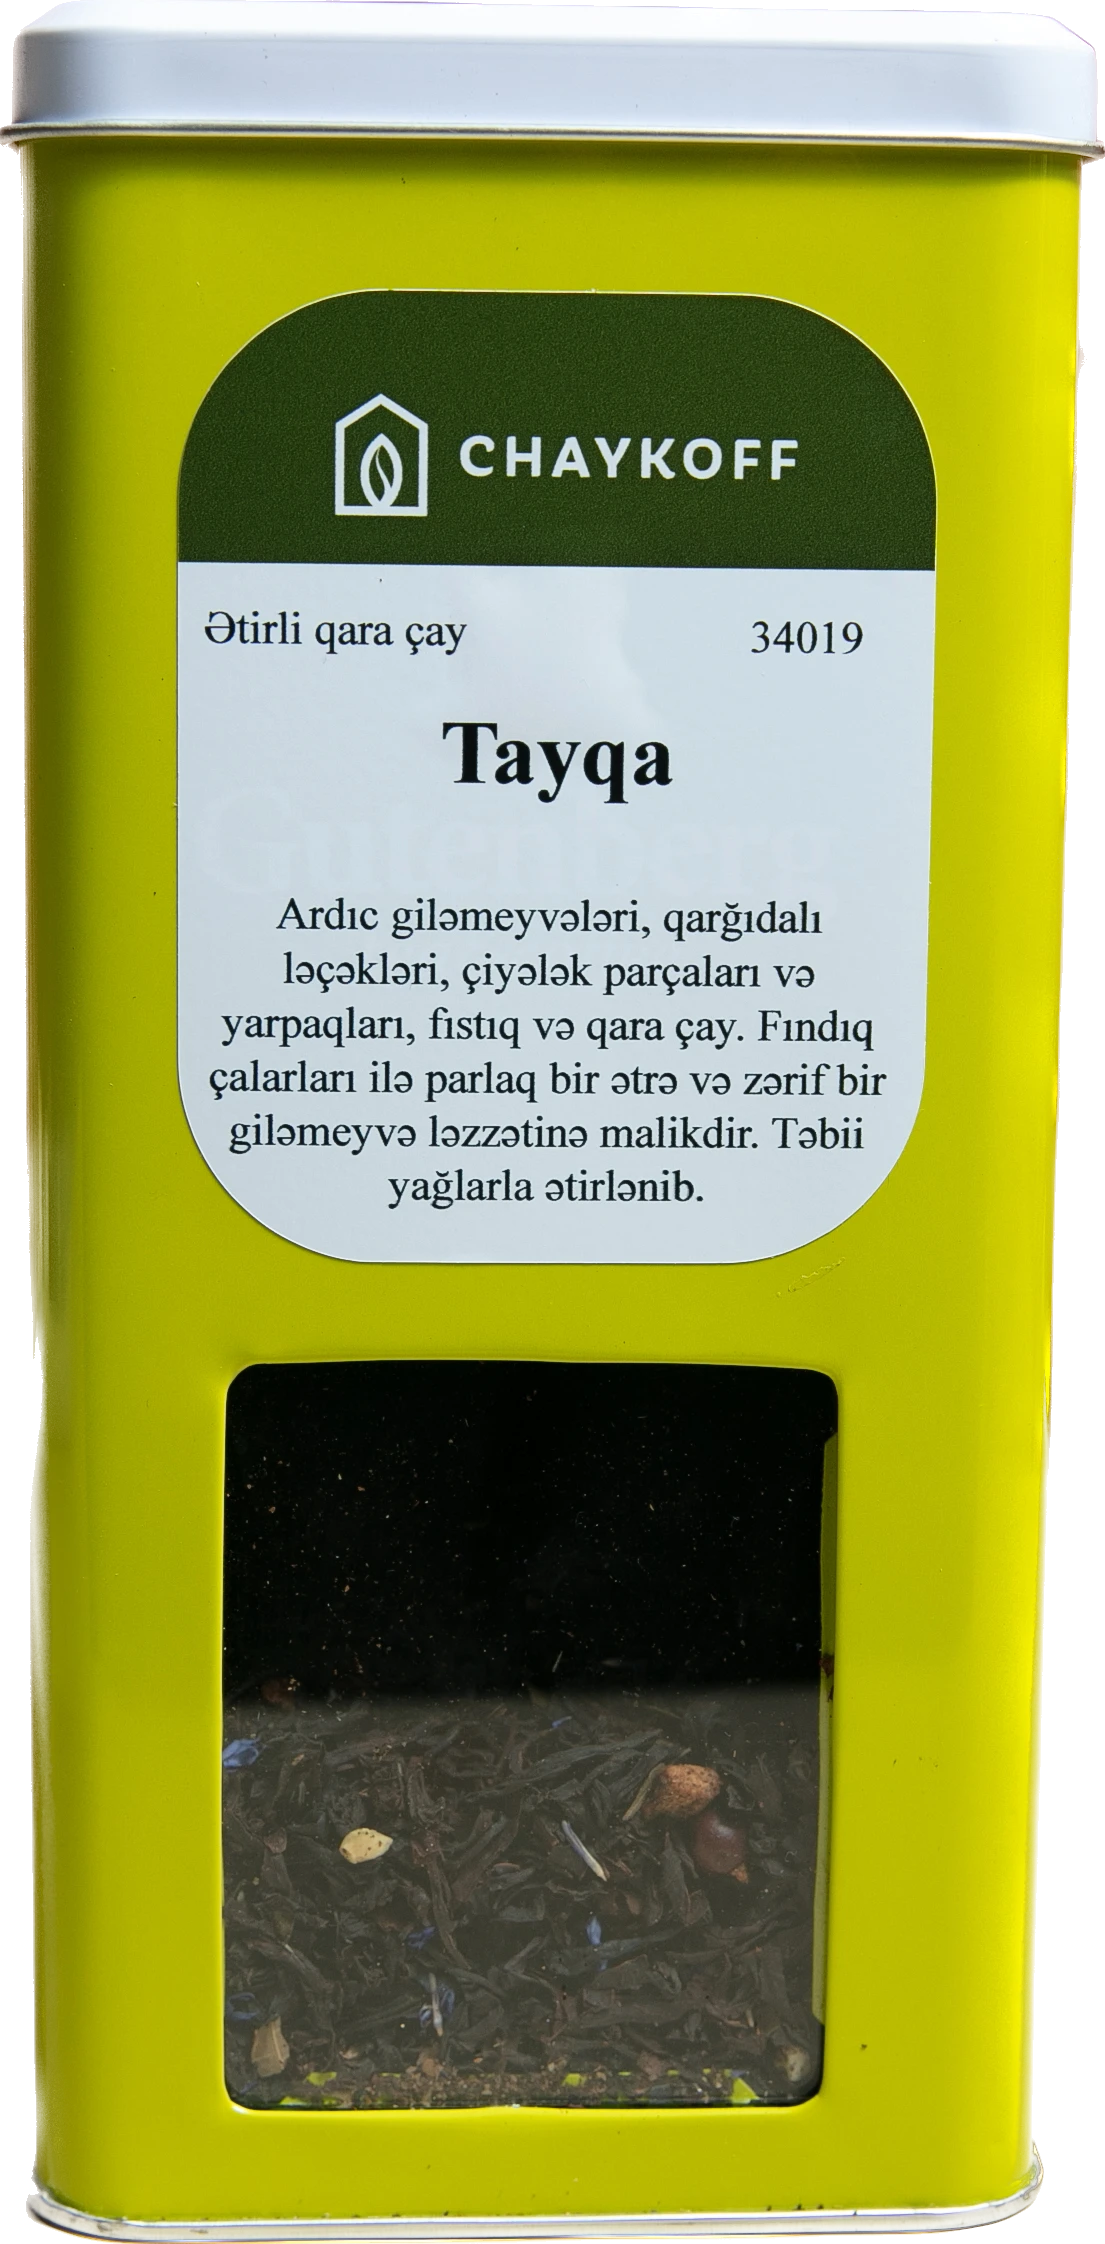 CHAYKOFF
Ətirli qara çay 34019
Tayqa
Gutenberg
Ardıc giləmeyvələri, qarğıdalı
ləçəkləri, çiyələk parçaları və
yarpaqları, fıstıq və qara çay. Fındıq
çalarları ilə parlaq bir ətrə və zərif bir
giləmeyvə ləzzətinə malikdir. Təbii
yağlarla ətirlənib.